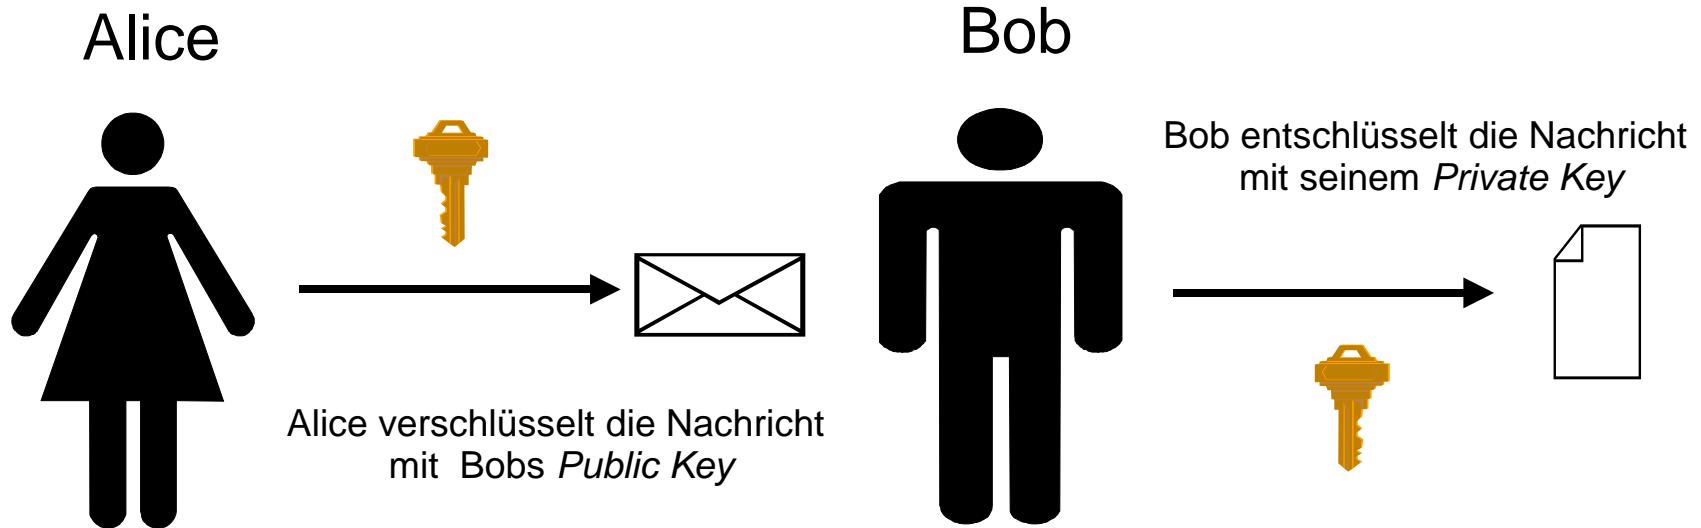 Alice
Bob
Alice verschlüsselt die Nachricht
mit  Bobs Public Key
Bob entschlüsselt die Nachricht
mit seinem Private Key